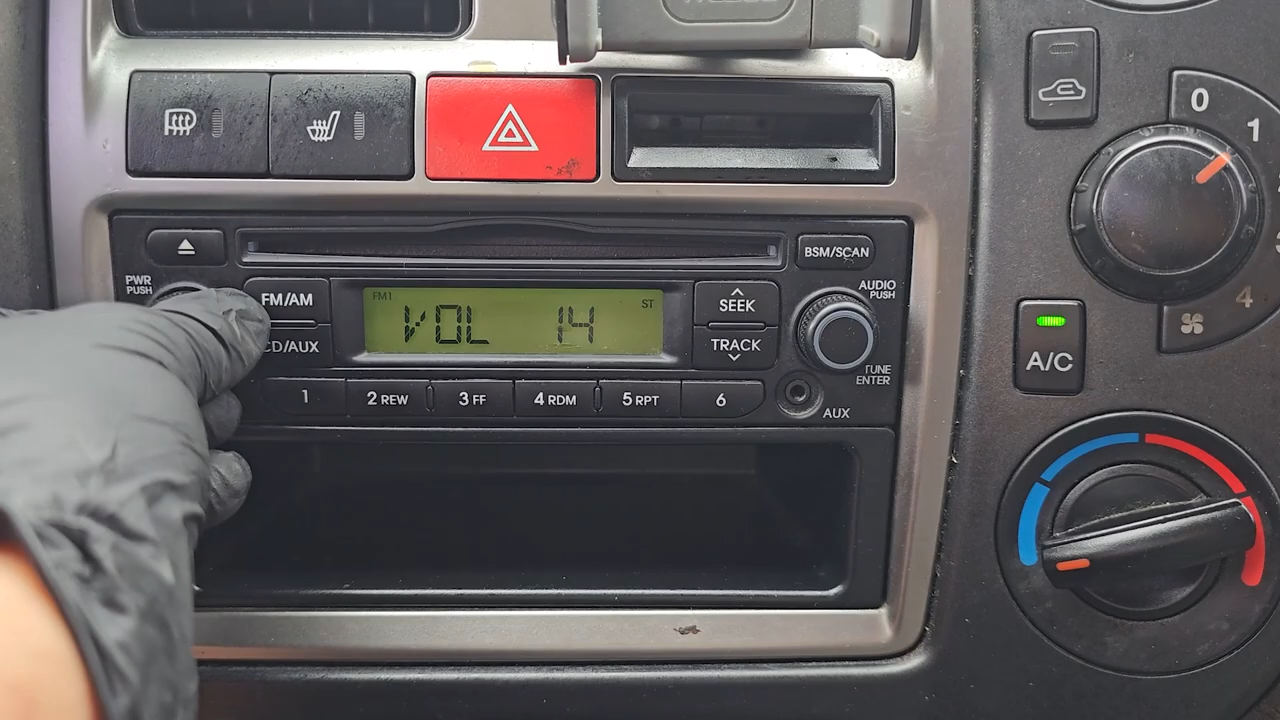 0
1
BSM/SCAN
PWR
PUSH
FM/AM
CD/AUX
FM1
ST
VOL 14
SEEK
TRACK
AUDIO
PUSH
TUNE
ENTER
4
A/C
1
2 REW
3 FF
4 RDM
5 RPT
6
AUX